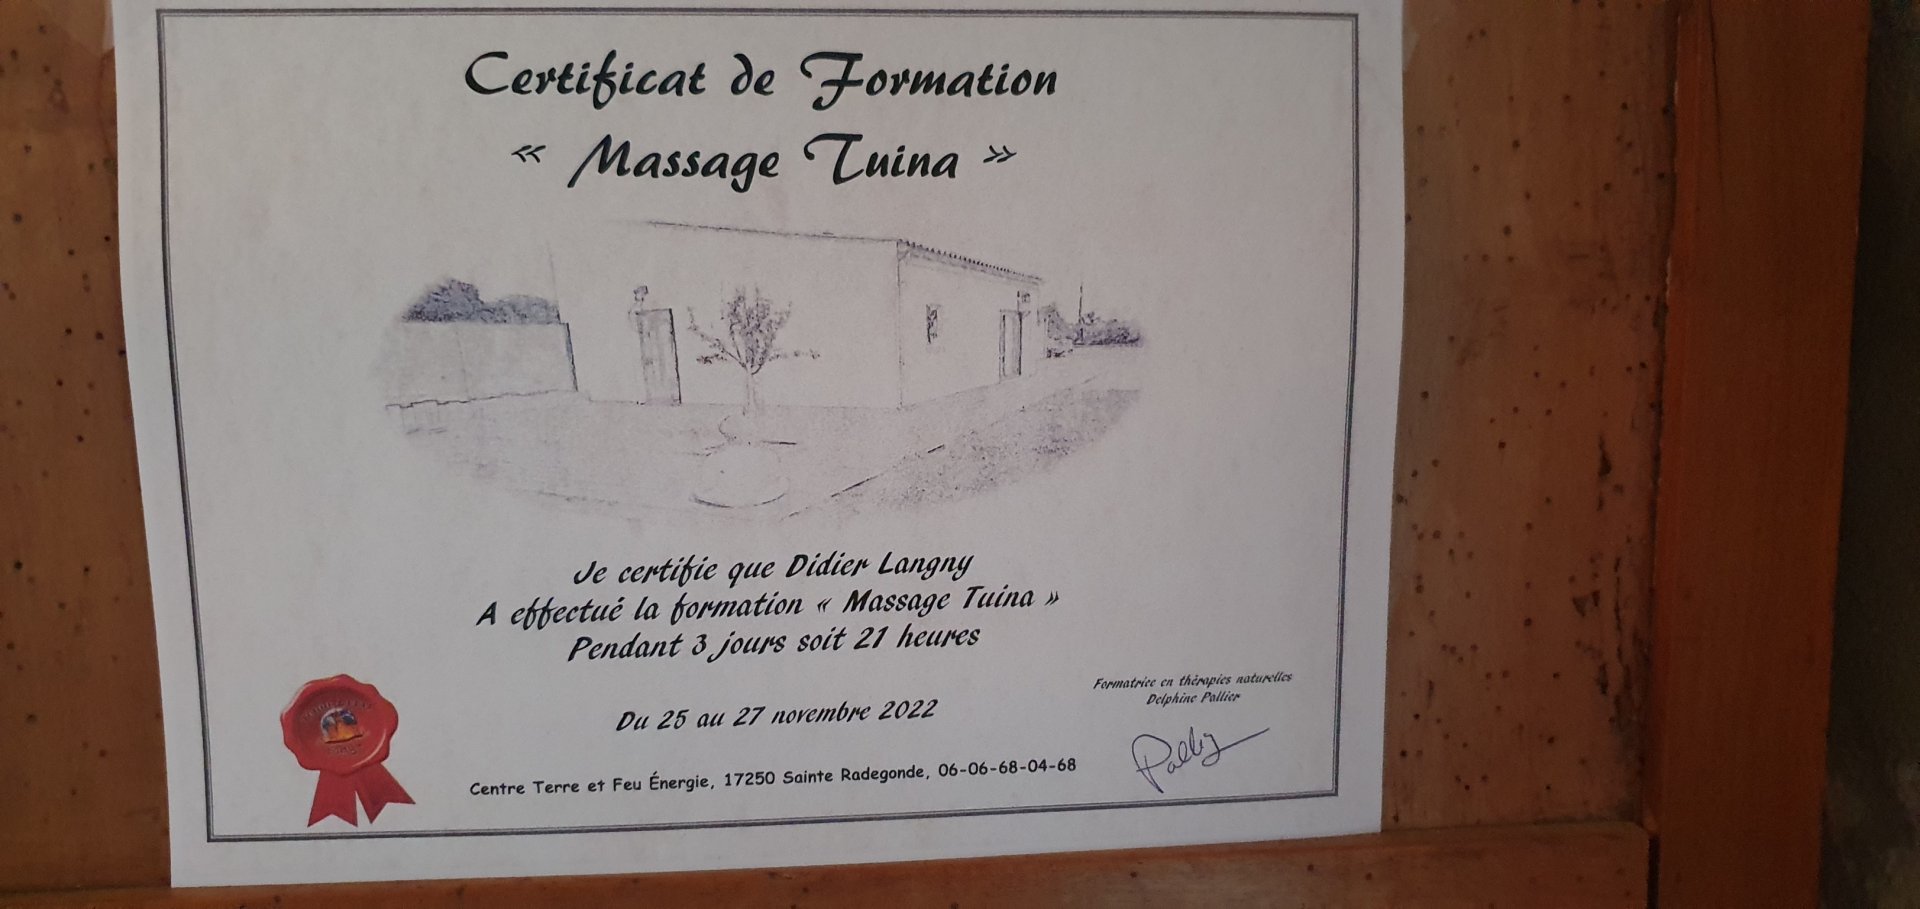 Certificat de Formation
« Massage Tuina »
Je certifie que Didier Langny
A effectué la formation « Massage Tuina »
Pendant 3 jours soit 21 heures
Formatrice en thérapies naturelles
Delphine Pallier
Du 25 au 27 novembre 2022
Centre Terre et Feu Énergie, 17250 Sainte Radegonde, 06-06-68-04-68